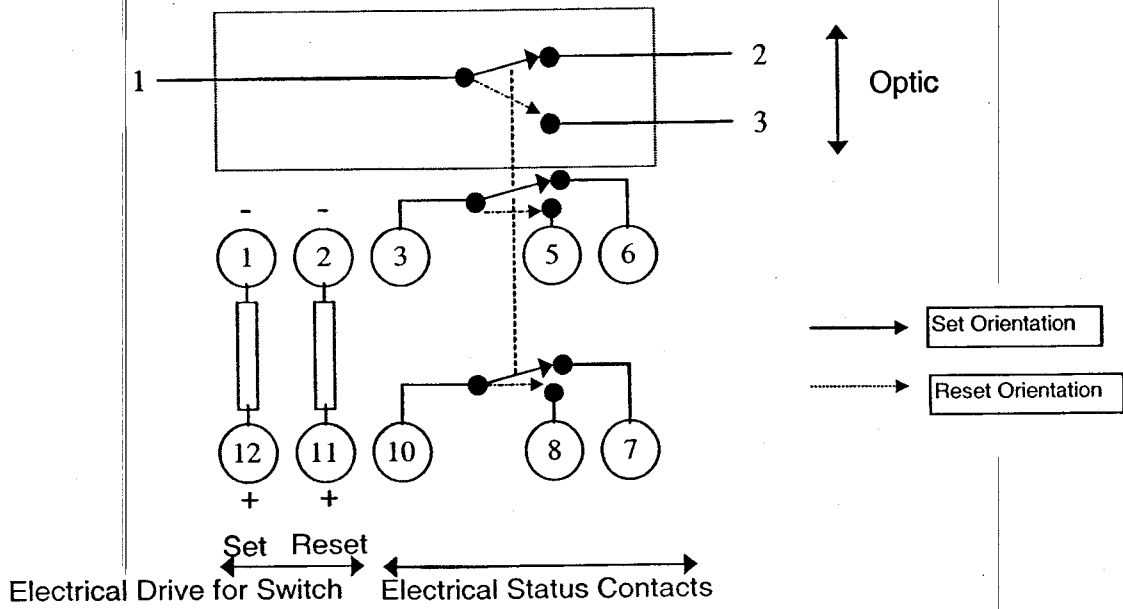 1
2
3
Optic
- -
1 2 3 5 6
Set Orientation
Reset Orientation
12 11 10 8 7
+ +
Set Reset
Electrical Drive for Switch Electrical Status Contacts